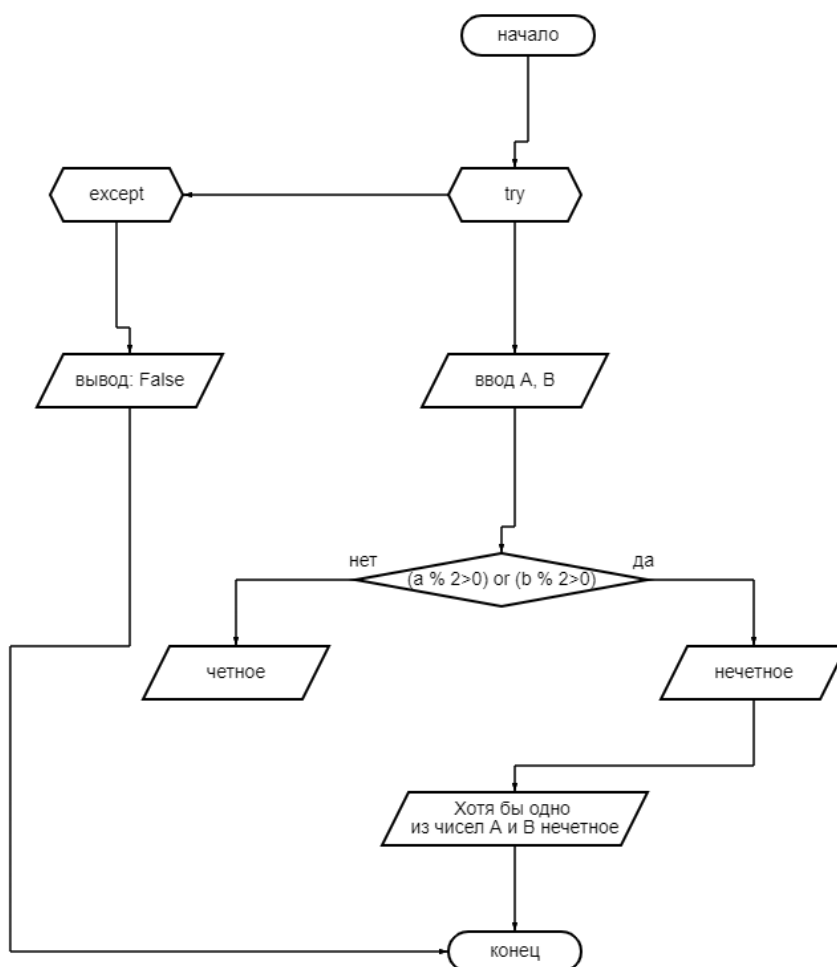 начало
except
try
вывод: False
ввод A, B
нет
да
(a % 2>0) or (b % 2>0)
четное
нечетное
Хотя бы одно
из чисел A и B нечетное
конец